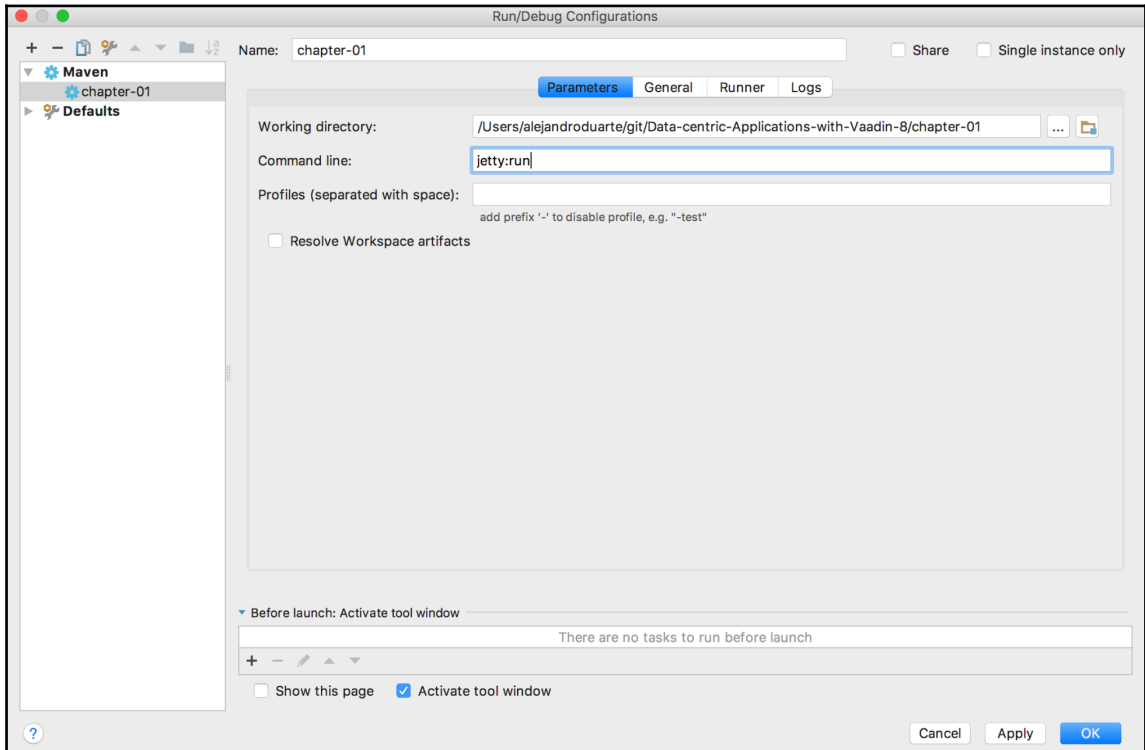 Run/Debug Configurations
Name: chapter-01 Share Single instance only
Maven
chapter-01
Defaults
Parameters General Runner Logs
Working directory: /Users/alejandroduarte/git/Data-centric-Applications-with-Vaadin-8/chapter-01 ...
Command line: jetty:run
Profiles (separated with space):
add prefix '-' to disable profile, e.g. "-test"
Resolve Workspace artifacts
Before launch: Activate tool window
There are no tasks to run before launch
Show this page Activate tool window
? Cancel Apply OK